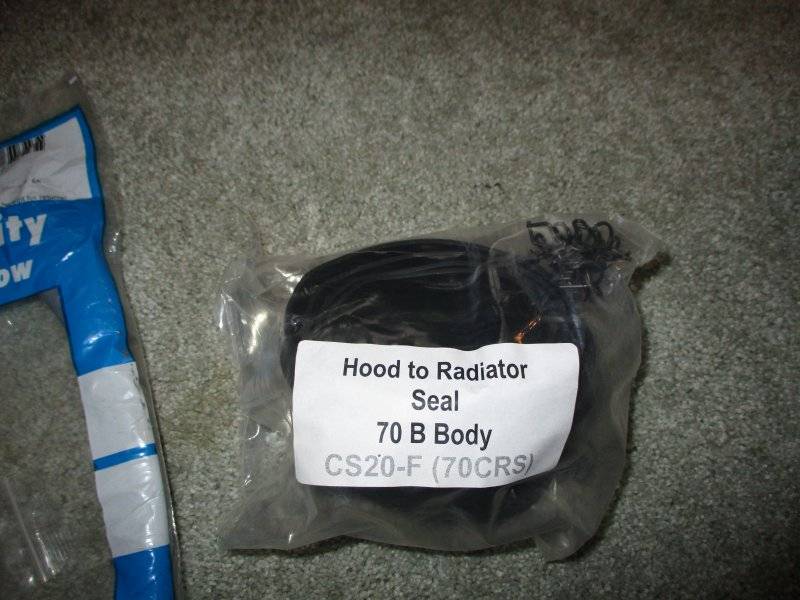 ity
ow
Hood to Radiator
Seal
70 B Body
CS20-F (70CRS)